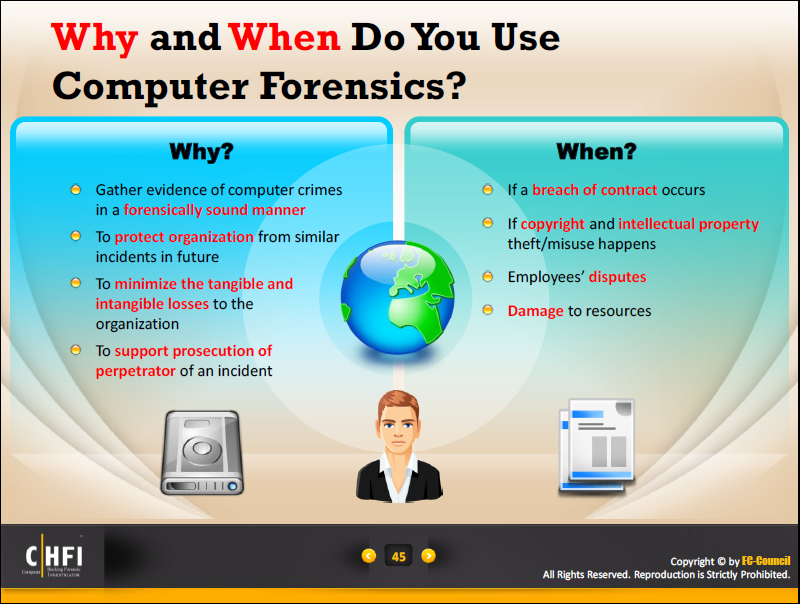 Why and When Do You Use
Computer Forensics?
Why?
Gather evidence of computer crimes
in a forensically sound manner
To protect organization from similar
incidents in future
To minimize the tangible and
intangible losses to the
organization
To support prosecution of
perpetrator of an incident
When?
If a breach of contract occurs
If copyright and intellectual property
theft/misuse happens
Employees’ disputes
Damage to resources
CHFI
Computer Hacking Forensic
INVESTIGATOR
45
Copyright © by EC-Council
All Rights Reserved. Reproduction is Strictly Prohibited.